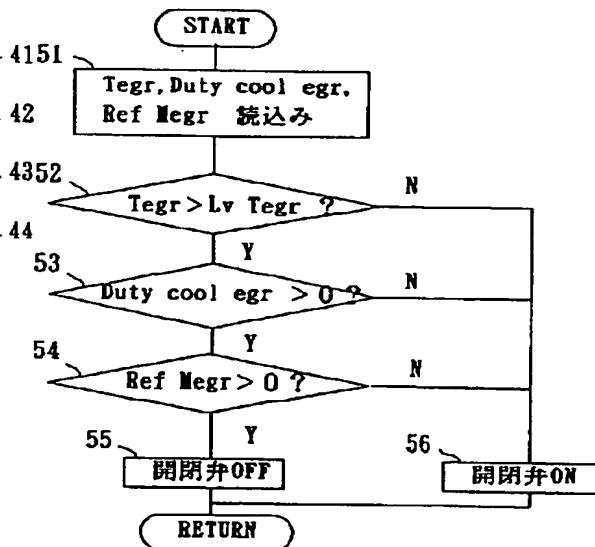 START
4151
Tegr,Duty cool egr.
Ref Megr 読込み
42
4352
Tegr>Lv Tegr ?
N
44
Y
53
Duty cool egr >0?
N
Y
54
Ref Megr>0?
N
Y
55
開閉弁OFF
56
開閉弁ON
RETURN